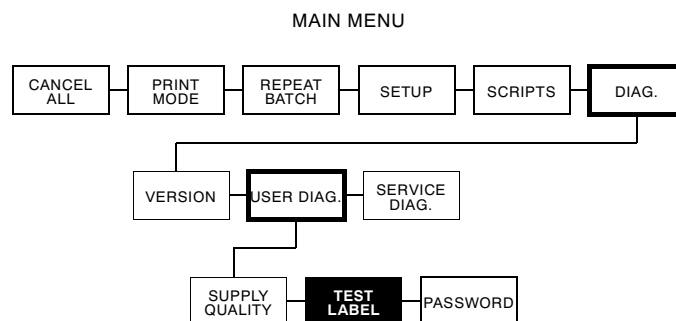 MAIN MENU
CANCEL
ALL
PRINT
MODE
REPEAT
BATCH
SETUP
SCRIPTS
DIAG.
VERSION
USER DIAG.
SERVICE
DIAG.
SUPPLY
QUALITY
TEST
LABEL
PASSWORD